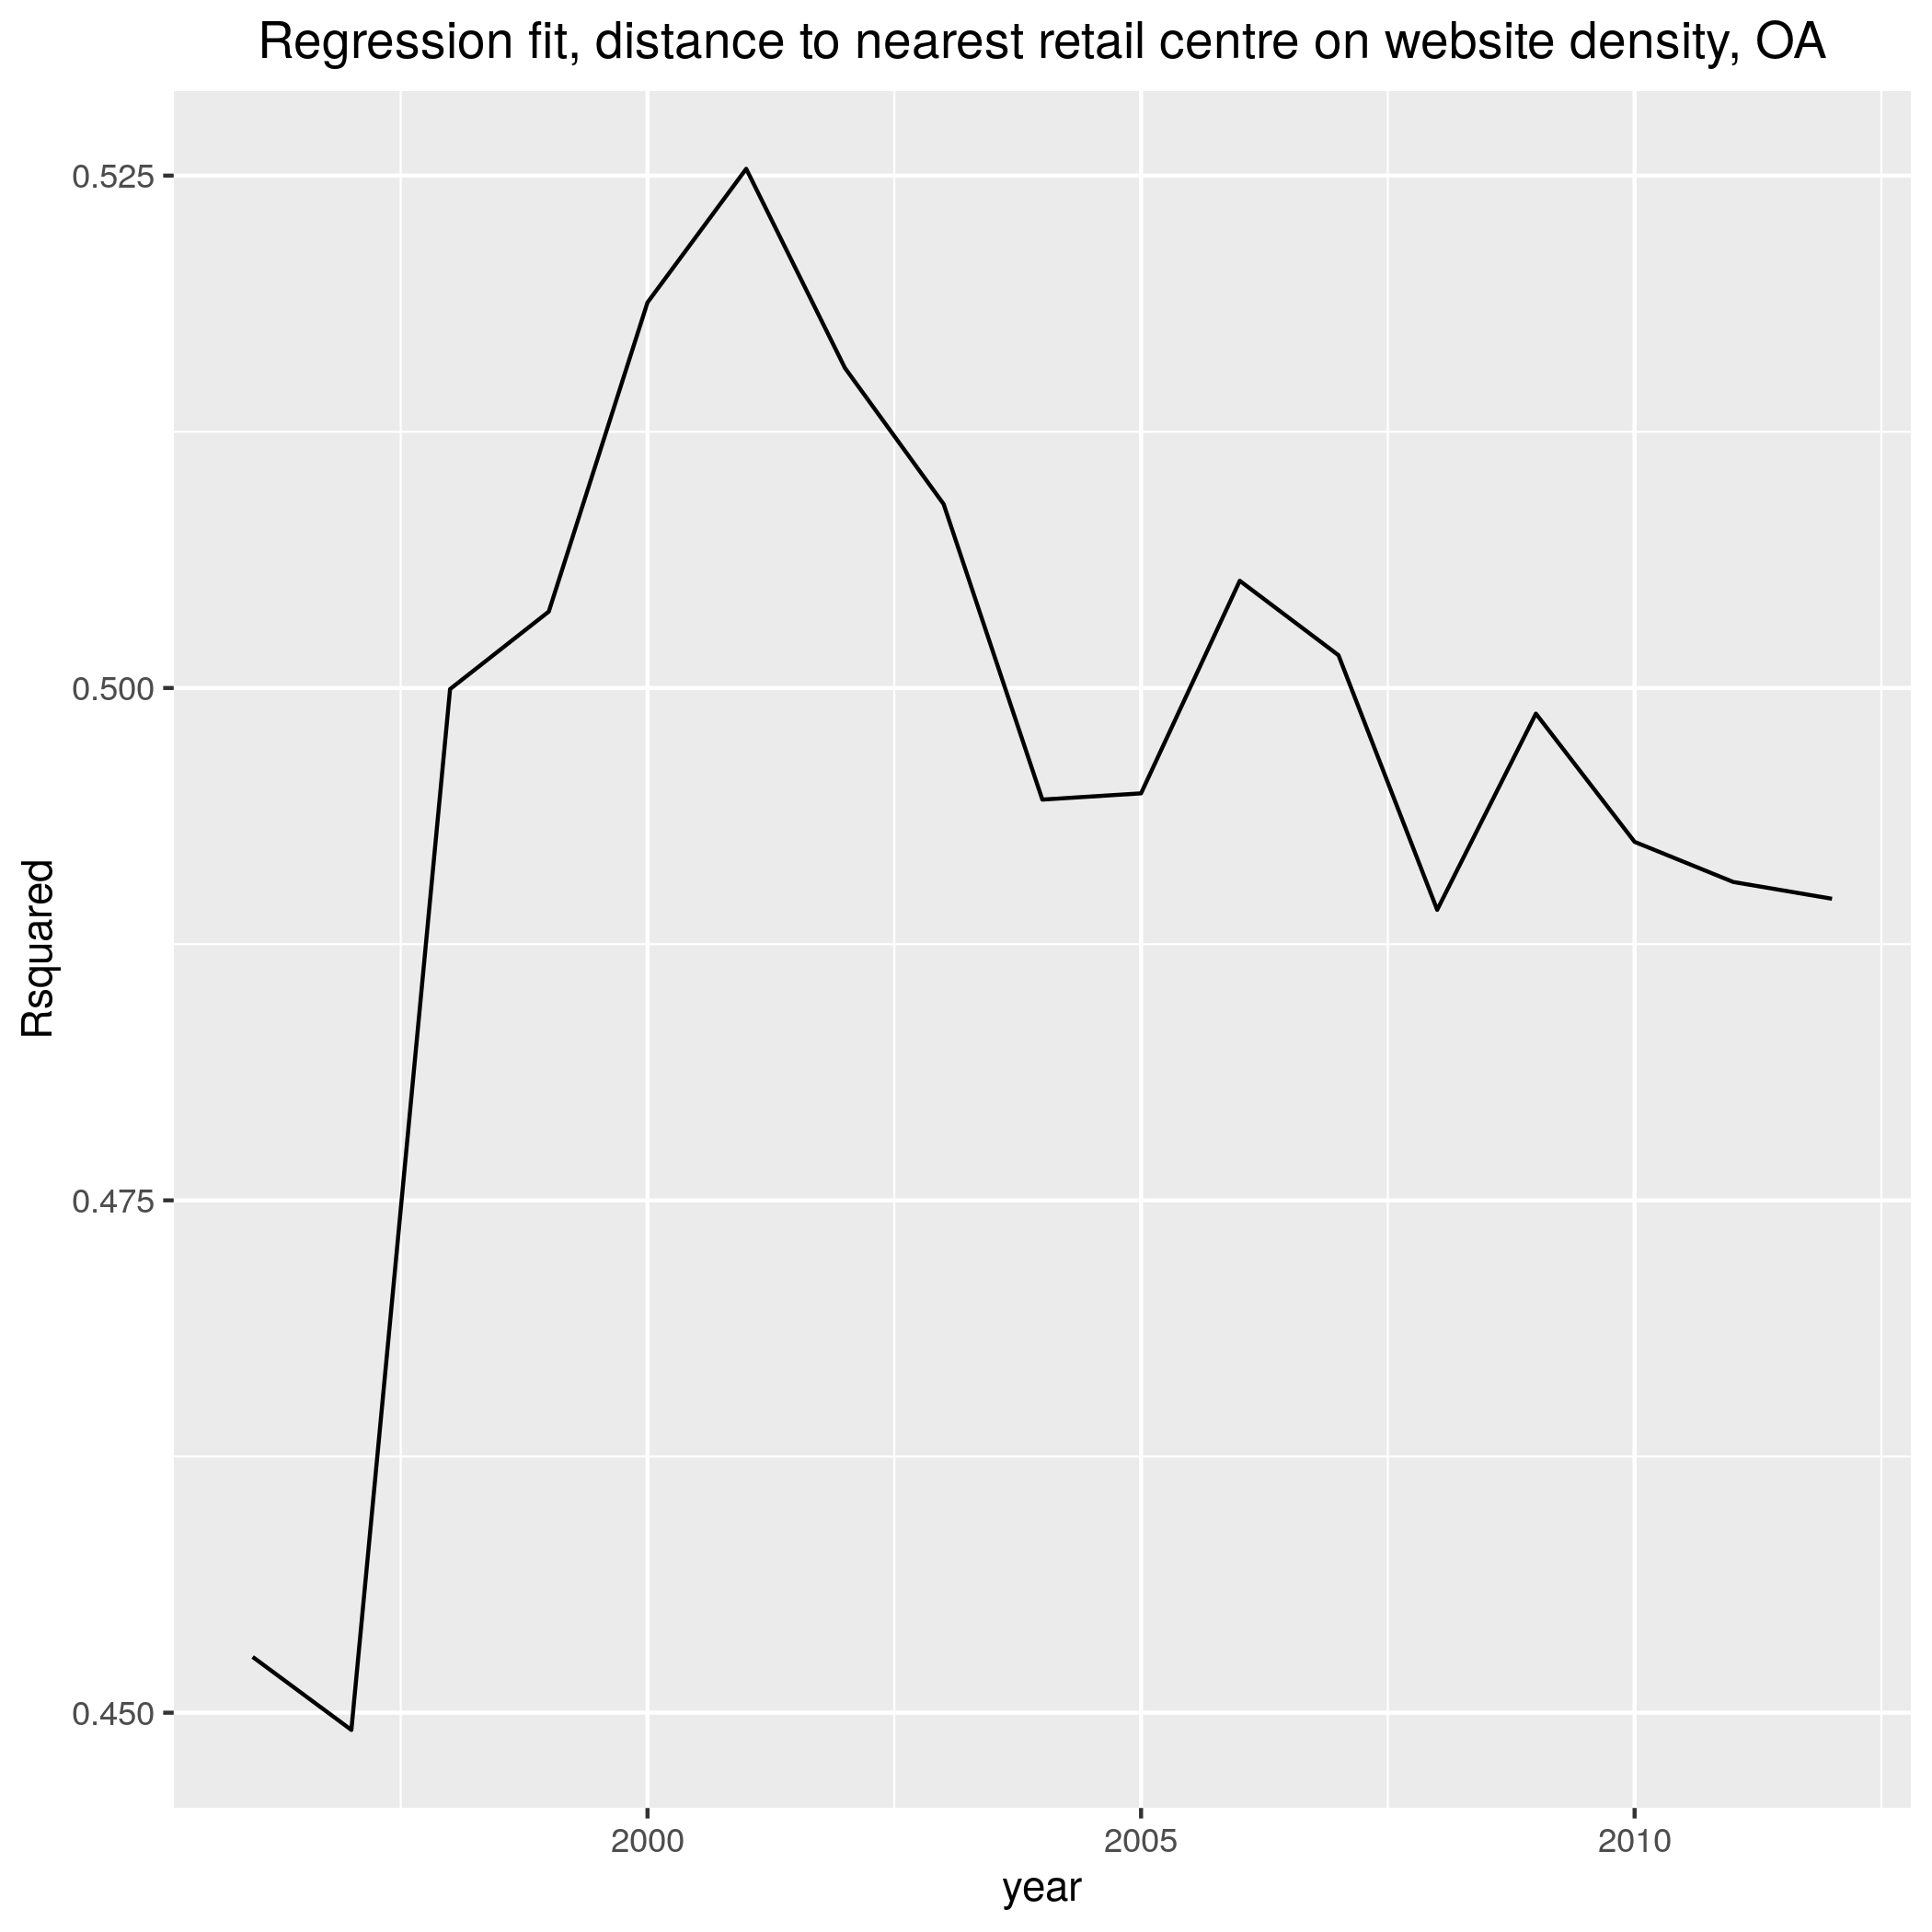 Regression fit, distance to nearest retail centre on website density, OA
0.525
0.500
0.475
0.450
Rsquared
2000 2005 2010
year